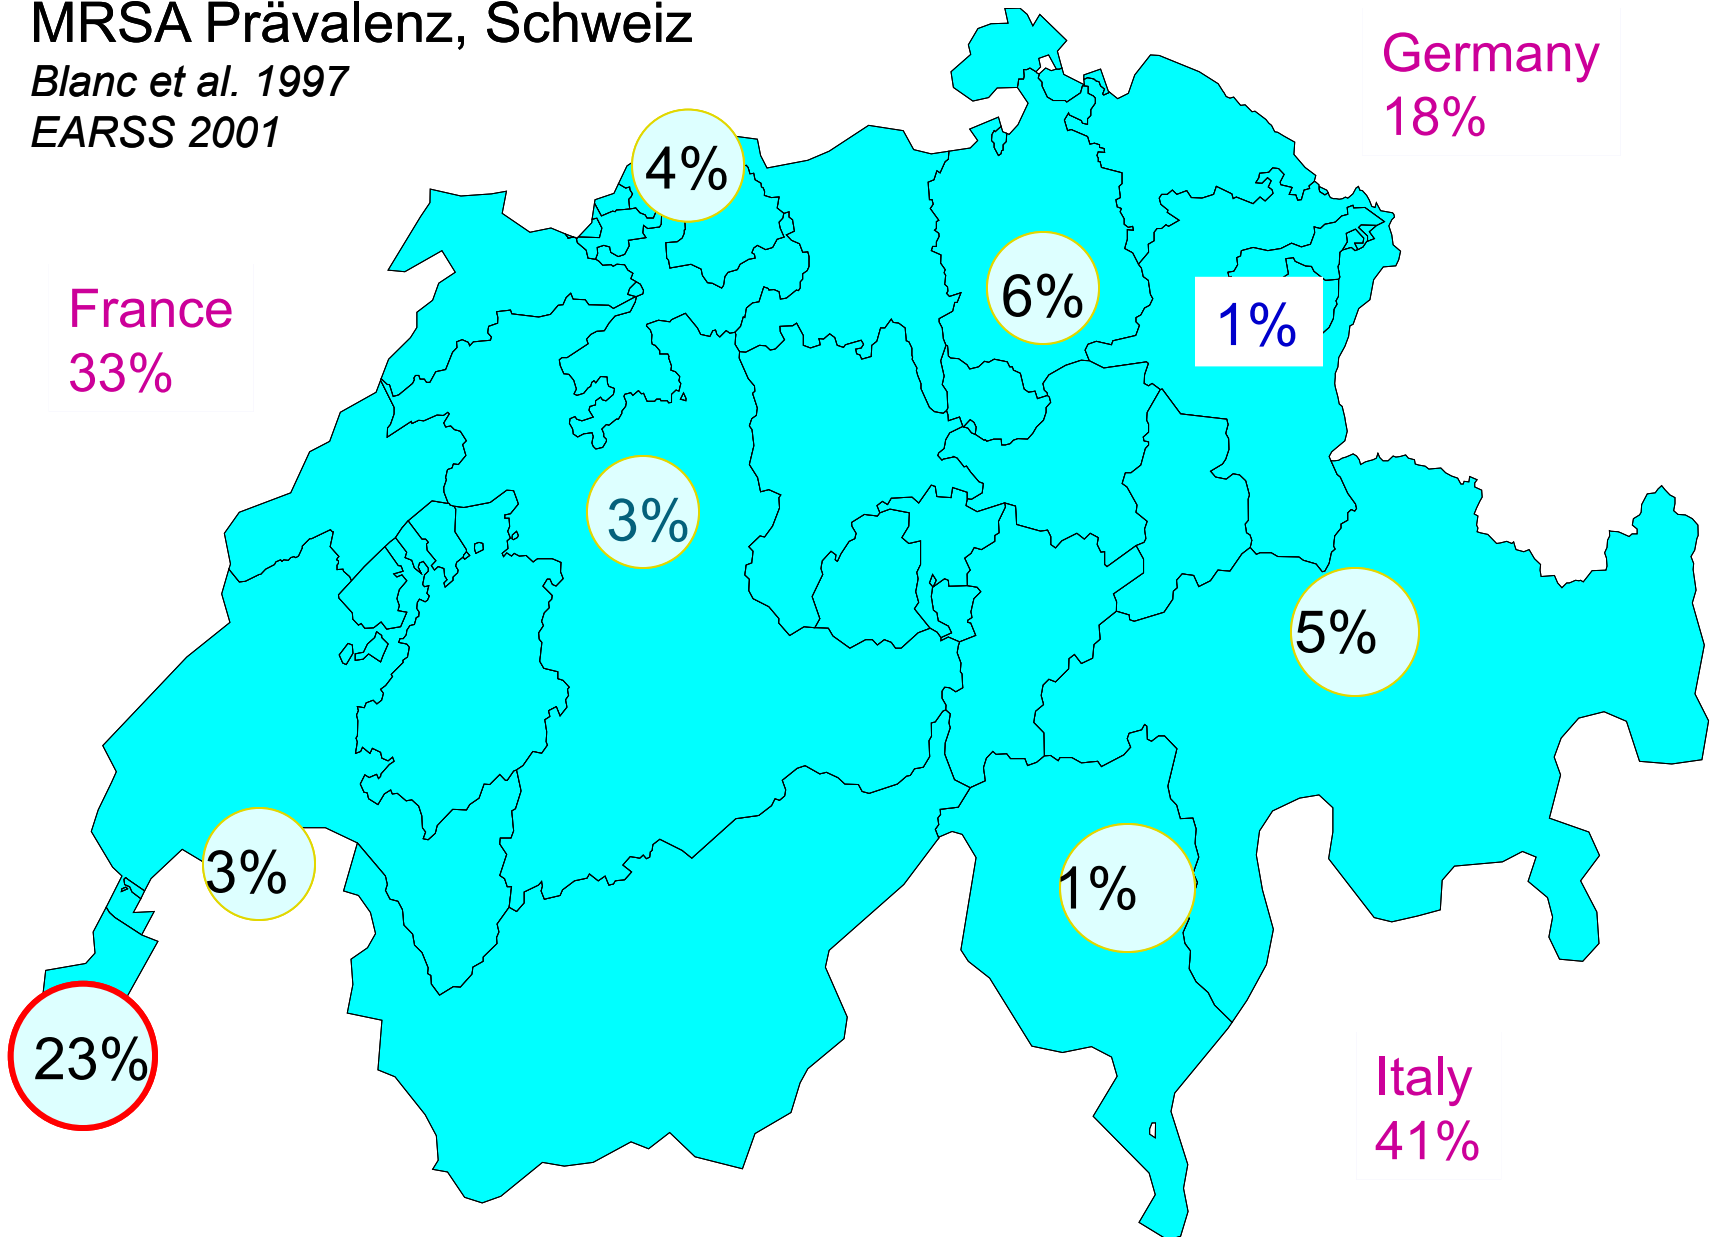 MRSA Prävalenz, Schweiz
Blanc et al. 1997
EARSS 2001
Germany
18%
4%
France
33%
6%
1%
3%
5%
3%
1%
23%
Italy
41%